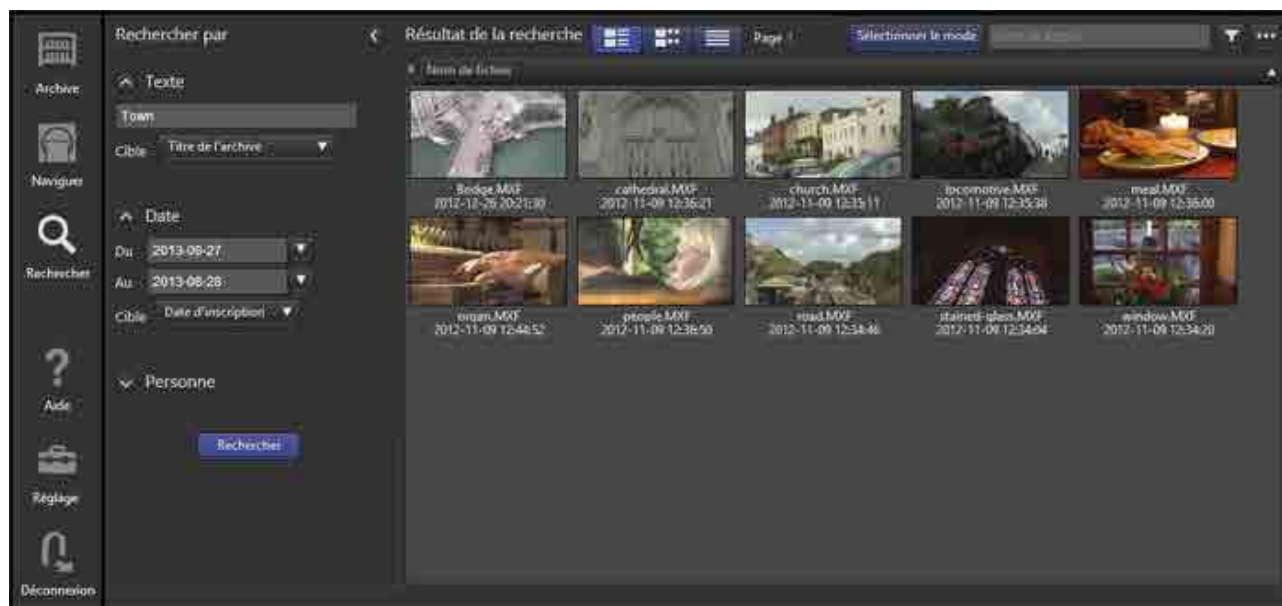 Archive
Naviguer
Rechercher
Aide
Réglage
Déconnexion
Rechercher par
Texte
Town
Cible Titre de l'archive
Date
Du 2013-08-27
Au 2013-08-28
Cible Date d'inscription
Personne
Rechercher
Résultat de la recherche Page 1 Sélectionner le mode
Nom de fichier
Bridge.MXF cathedral.MXF church.MXF locomotive.MXF meal.MXF
2012-12-26 20:21:30 2012-11-09 12:36:21 2012-11-09 12:35:11 2012-11-09 12:35:38 2012-11-09 12:36:00
organ.MXF people.MXF road.MXF stained-glass.MXF window.MXF
2012-11-09 12:44:52 2012-11-09 12:38:50 2012-11-09 12:34:46 2012-11-09 12:34:04 2012-11-09 12:34:20